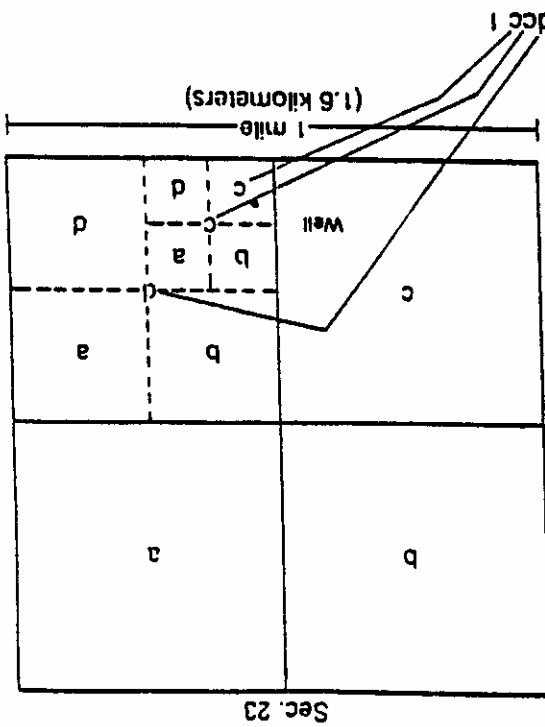 Sec. 23
b a
b a
c d
b a
Well c d
c d
1 mile
(1.6 kilometers)
dcc 1